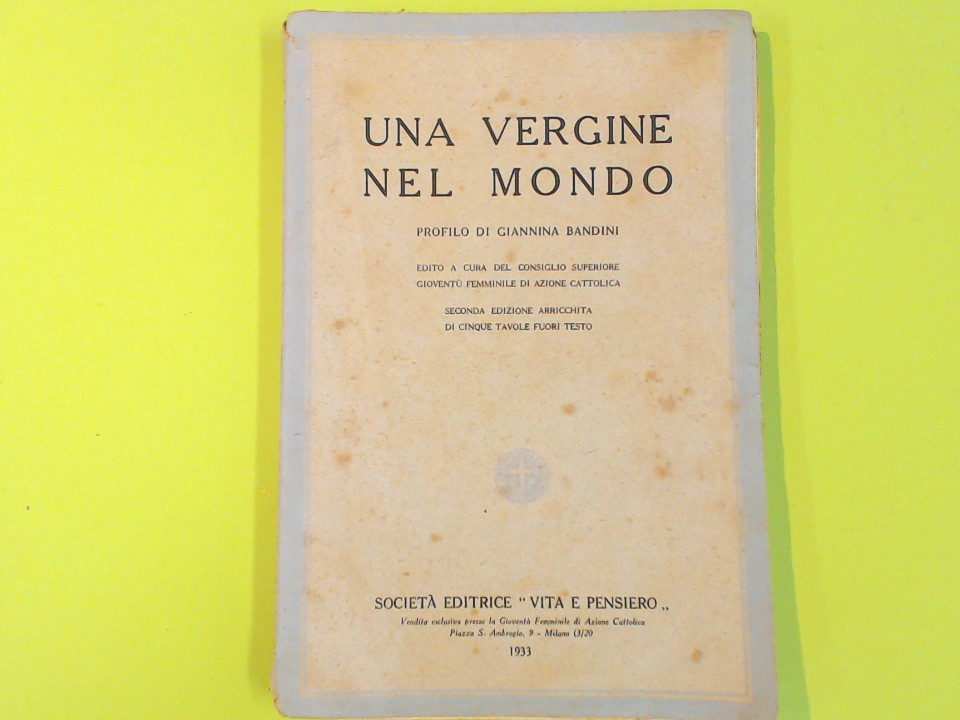 UNA VERGINE
NEL MONDO
PROFILO DI GIANNINA BANDINI
EDITO A CURA DEL CONSIGLIO SUPERIORE
GIOVENTÙ FEMMINILE DI AZIONE CATTOLICA
SECONDA EDIZIONE ARRICCHITA
DI CINQUE TAVOLE FUORI TESTO
SOCIETÀ EDITRICE “ VITA E PENSIERO „
Vendita esclusiva presso la Gioventù Femminile di Azione Cattolica
Piazza S. Ambrogio, 9 - Milano (3/20
1933